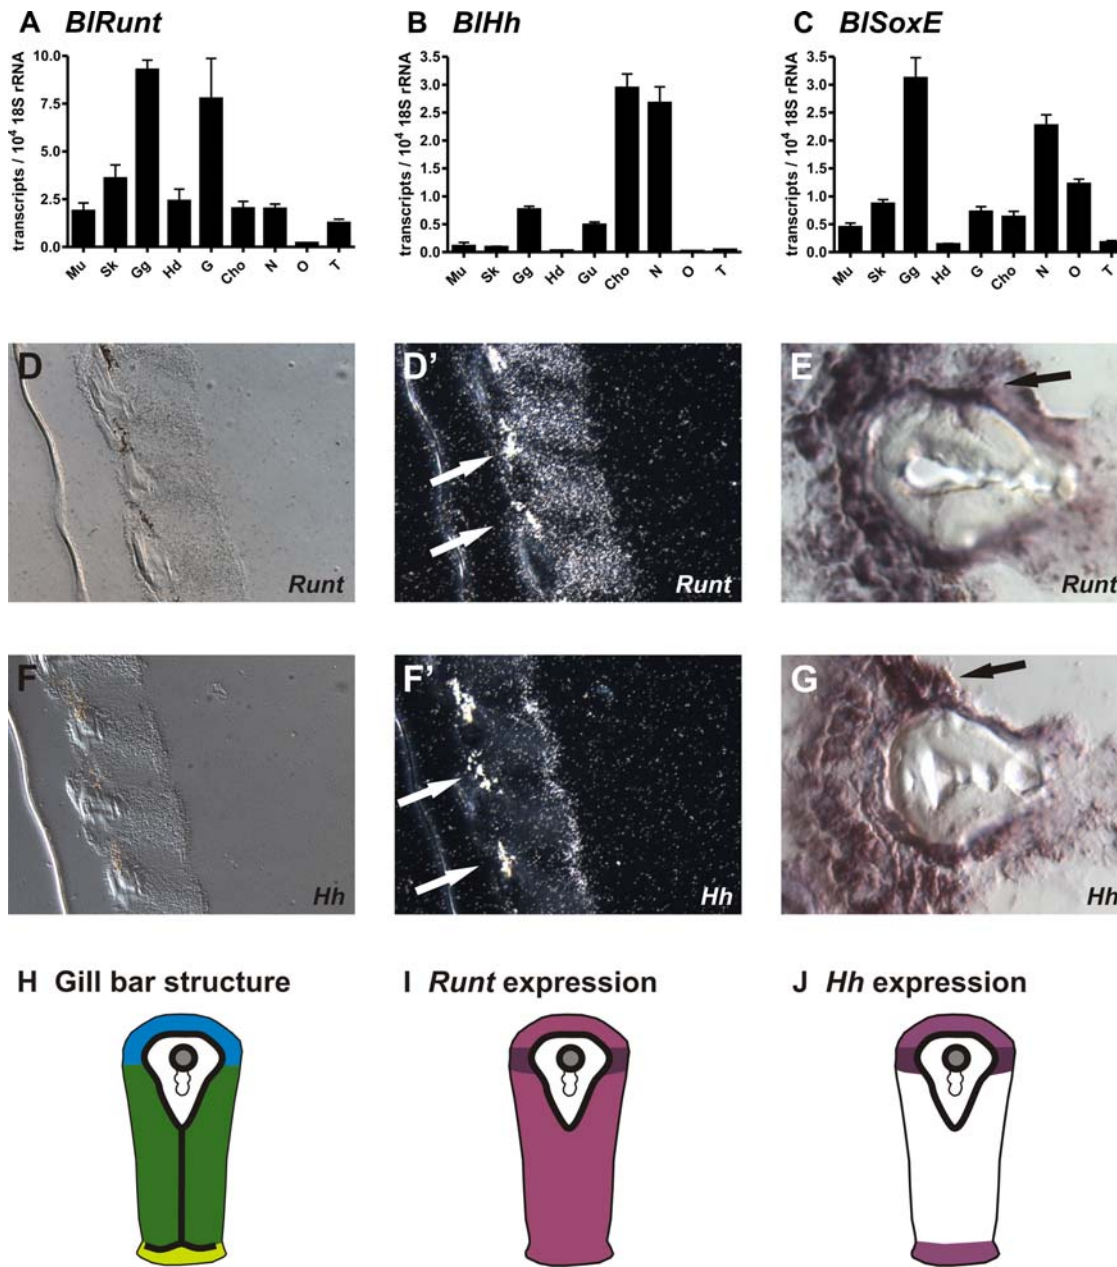 A BlRunt
transcripts / 10⁴ 18S rRNA
10.0
7.5
5.0
2.5
0.0
Mu Sk Gg Hd G Cho N O T
B BlHh
transcripts / 10⁴ 18S rRNA
3.5
3.0
2.5
2.0
1.5
1.0
0.5
0.0
Mu Sk Gg Hd Gu Cho N O T
C BlSoxE
transcripts / 10⁴ 18S rRNA
3.5
3.0
2.5
2.0
1.5
1.0
0.5
0.0
Mu Sk Gg Hd G Cho N O T
D
Runt
D'
Runt
E
Runt
F
Hh
F'
Hh
G
Hh
H Gill bar structure
I Runt expression
J Hh expression